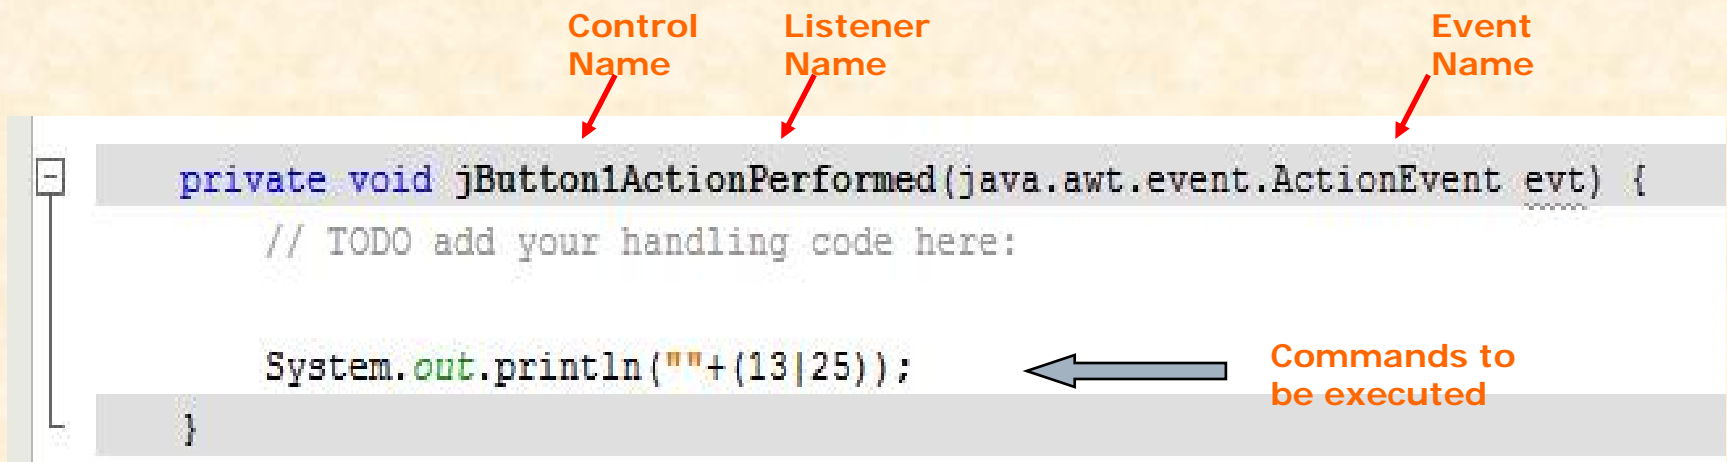 Control Name
Listener Name
Event Name
private void jButton1ActionPerformed(java.awt.event.ActionEvent evt) {
// TODO add your handling code here:
System.out.println(""+(13|25));
Commands to
be executed
}